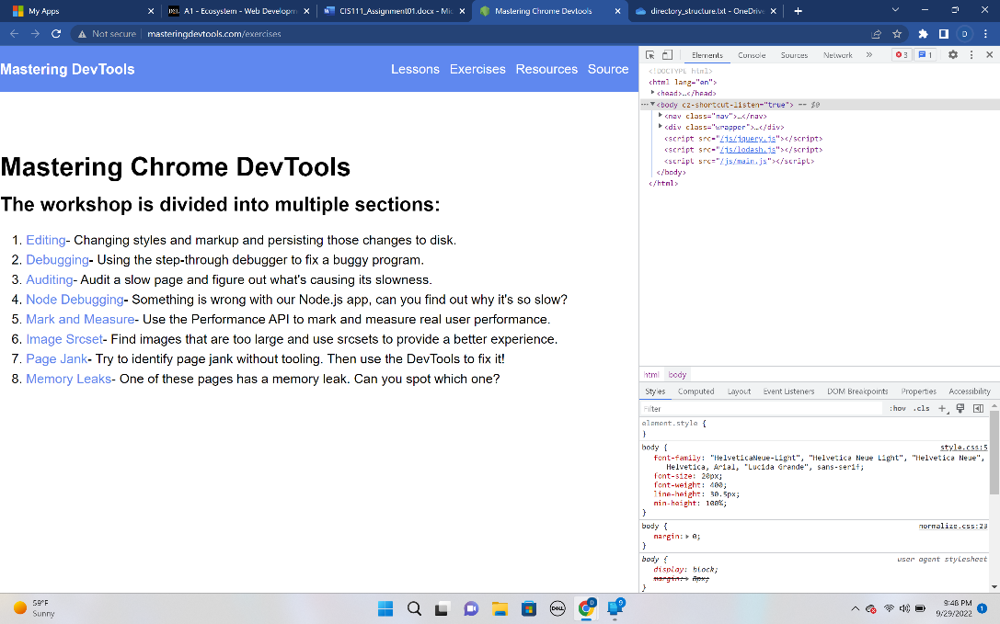 My Apps
A1 - Ecosystem - Web Developm
CIS111_Assignment01.docx - Mic
Mastering Chrome Devtools
directory_structure.txt - OneDrive
Not secure
masteringdevtools.com/exercises
Mastering DevTools
Lessons Exercises Resources Source
Mastering Chrome DevTools
The workshop is divided into multiple sections:
1. Editing- Changing styles and markup and persisting those changes to disk.
2. Debugging- Using the step-through debugger to fix a buggy program.
3. Auditing- Audit a slow page and figure out what's causing its slowness.
4. Node Debugging- Something is wrong with our Node.js app, can you find out why it's so slow?
5. Mark and Measure- Use the Performance API to mark and measure real user performance.
6. Image Srcset- Find images that are too large and use srcsets to provide a better experience.
7. Page Jank- Try to identify page jank without tooling. Then use the DevTools to fix it!
8. Memory Leaks- One of these pages has a memory leak. Can you spot which one?
Elements Console Sources Network » 3 1
<!DOCTYPE html>
<html lang="en">
<head>…</head>
<body cz-shortcut-listen="true"> == $0
<nav class="nav">…</nav>
<div class="wrapper">…</div>
<script src="/js/jquery.js"></script>
<script src="/js/lodash.js"></script>
<script src="/js/main.js"></script>
</body>
</html>
html body
Styles Computed Layout Event Listeners DOM Breakpoints Properties Accessibility
Filter :hov .cls +
element.style {
}
body { style.css:5
font-family: "HelveticaNeue-Light", "Helvetica Neue Light", "Helvetica Neue",
Helvetica, Arial, "Lucida Grande", sans-serif;
font-size: 20px;
font-weight: 400;
line-height: 30.5px;
min-height: 100%;
}
body { normalize.css:23
margin: 0;
}
body { user agent stylesheet
display: block;
margin: 8px;
}
59°F
Sunny
DELL
D
9
9:48 PM
9/29/2022
1